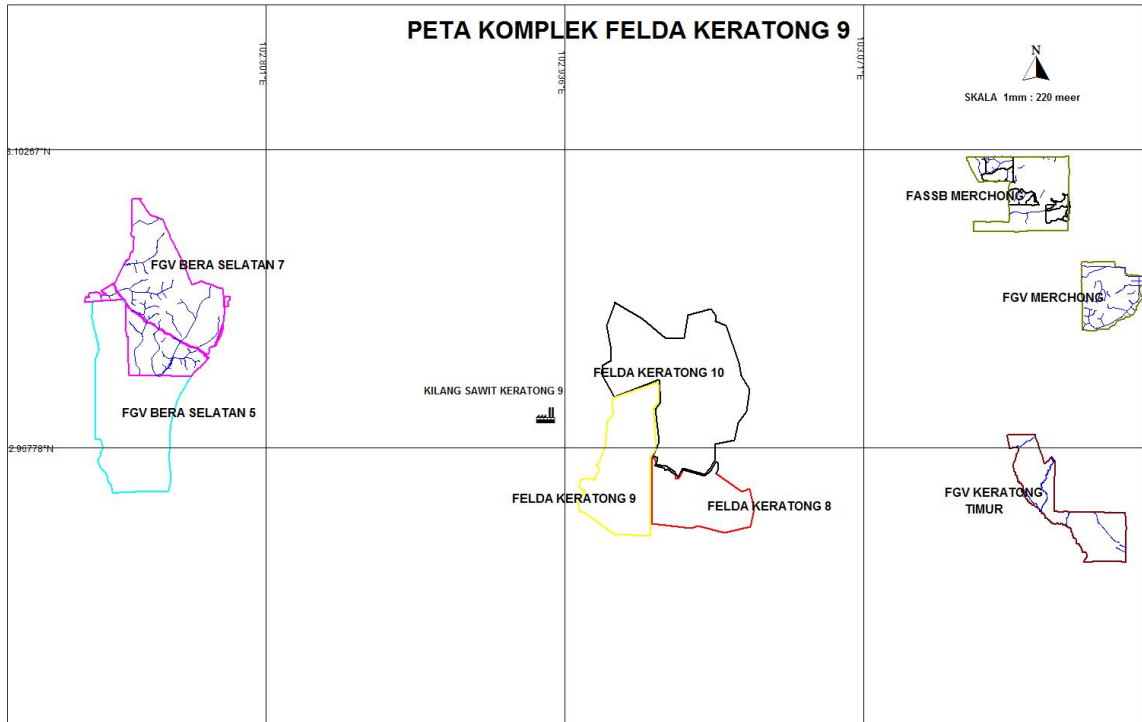 PETA KOMPLEK FELDA KERATONG 9
102.801°E
102.936°E
103.071°E
N
SKALA 1mm : 220 meer
3.10267°N
FASSB MERCHONG
FGV BERA SELATAN 7
FGV MERCHONG
FELDA KERATONG 10
KILANG SAWIT KERATONG 9
FGV BERA SELATAN 5
2.96778°N
FELDA KERATONG 9
FELDA KERATONG 8
FGV KERATONG
TIMUR